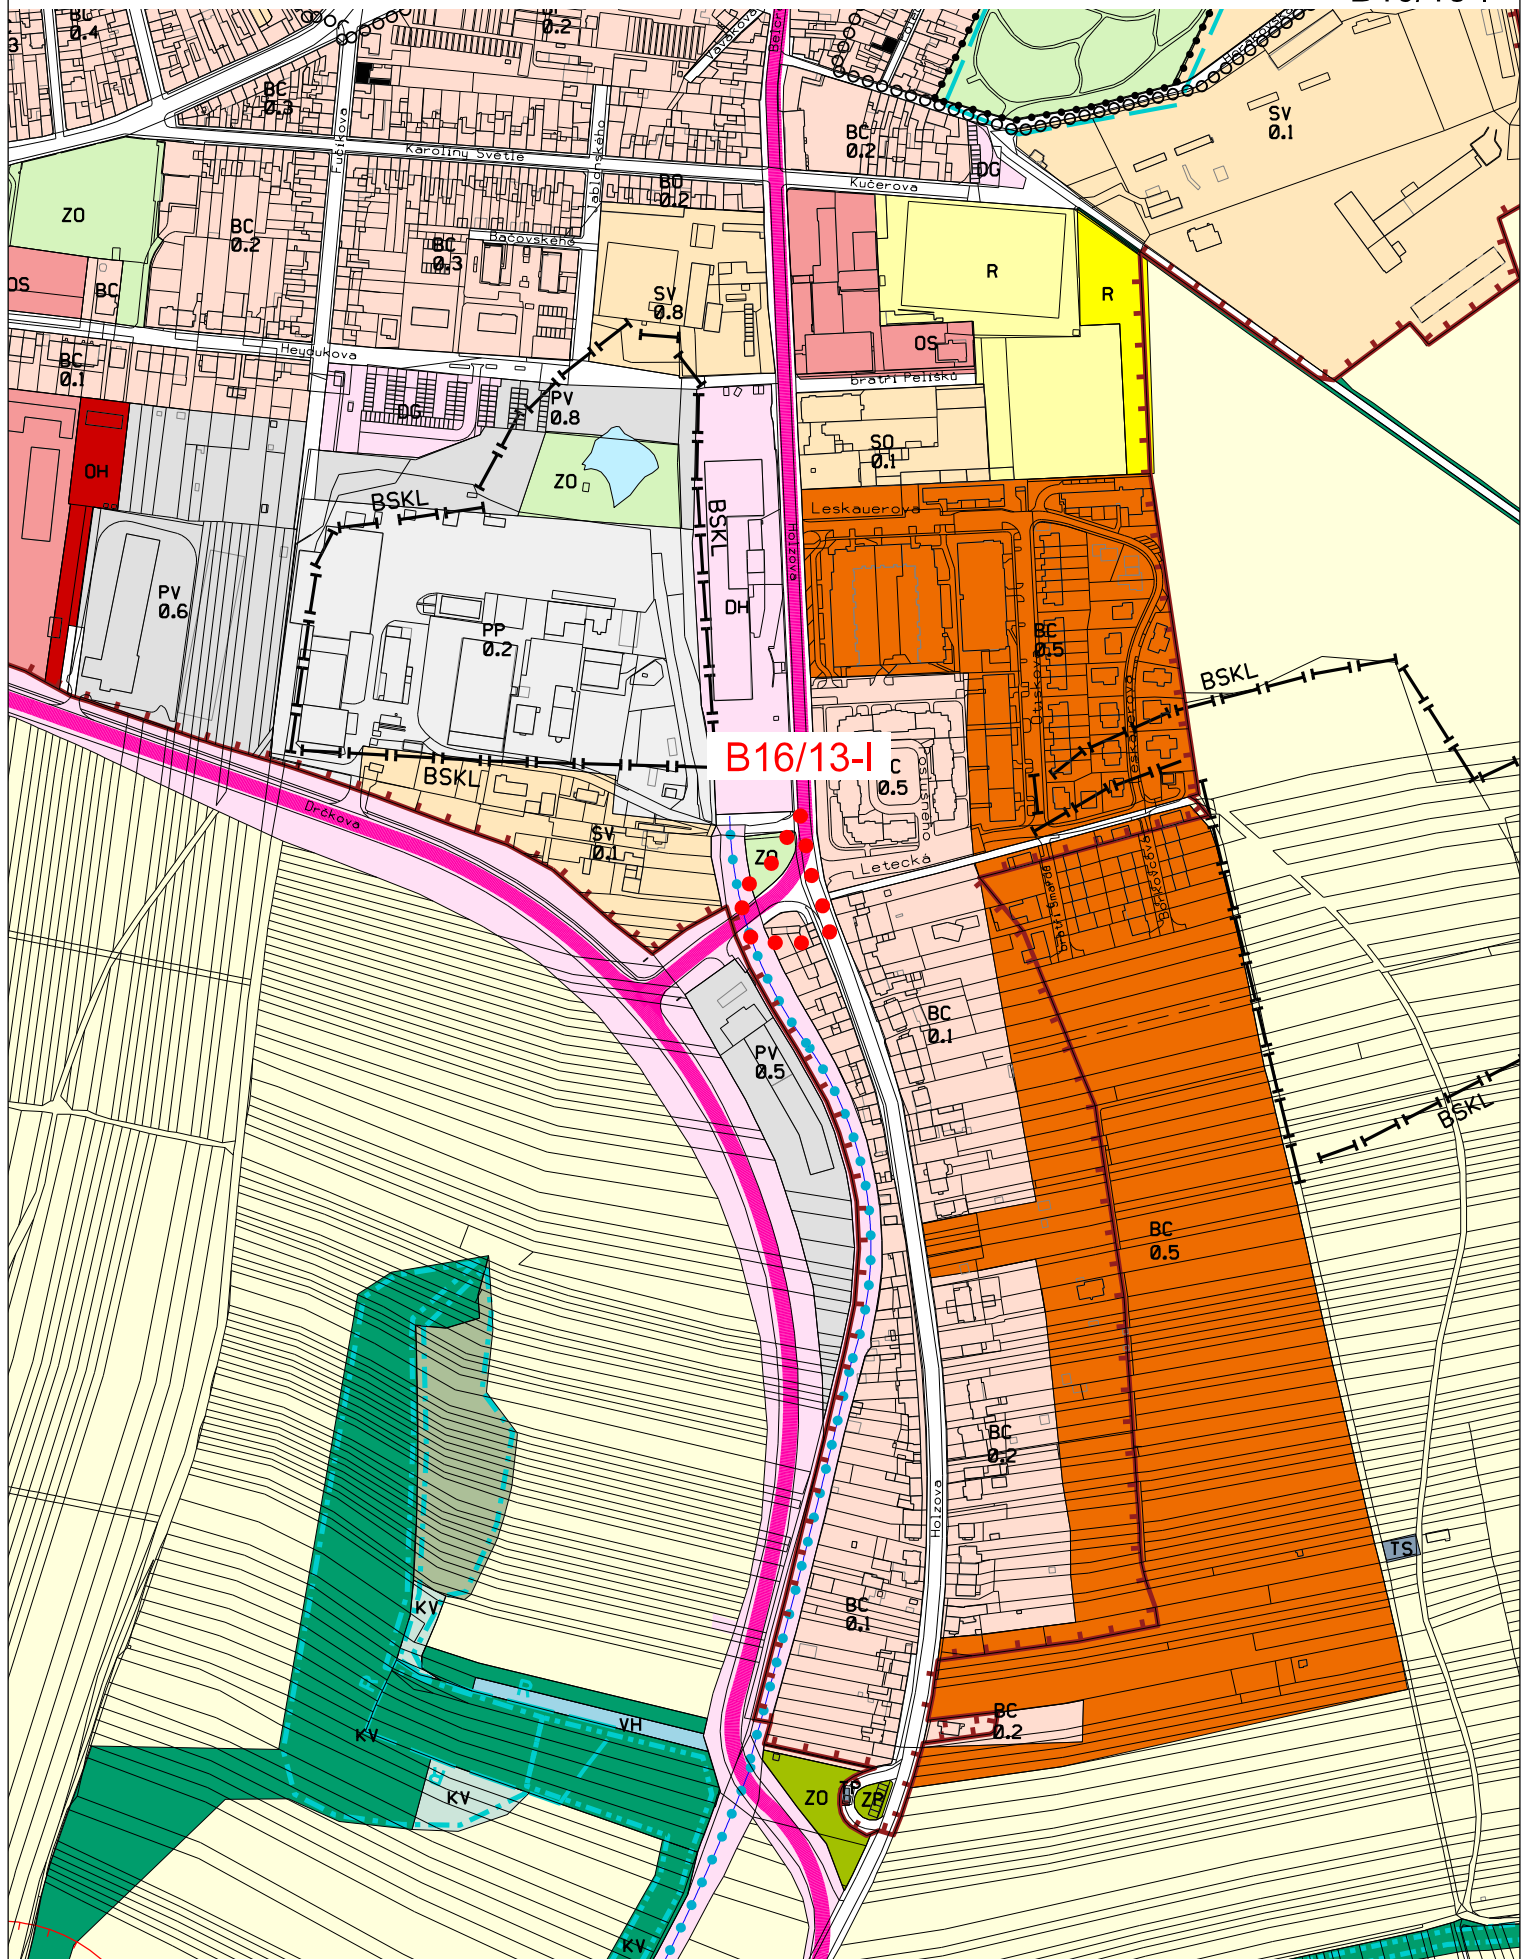 BC
0.4
0.2
BC
0.3
Fučíkova
Karoliny Světlé
Jablonského
BO
0.2
BC
0.2
Kučerova
DG
SV
0.1
ZO
BC
0.2
BC
0.3
Bačovského
OS
BC
SV
0.8
R
R
OS
Heydukova
BC
0.1
bratří Pelíšků
DG
PV
0.8
SO
0.1
OH
ZO
BSKL
BSKL
Leskauerova
Holzova
PV
0.6
PP
0.2
DH
BC
0.5
BSKL
B16/13-I
0.5
BSKL
Drčkova
SV
0.1
ZO
Letecká
BC
0.1
PV
0.5
BSKL
BC
0.5
BC
0.2
Holzova
TS
KV
BC
0.1
R
VH
BC
0.2
KV
R
KV
ZO
TP
ZP
KV